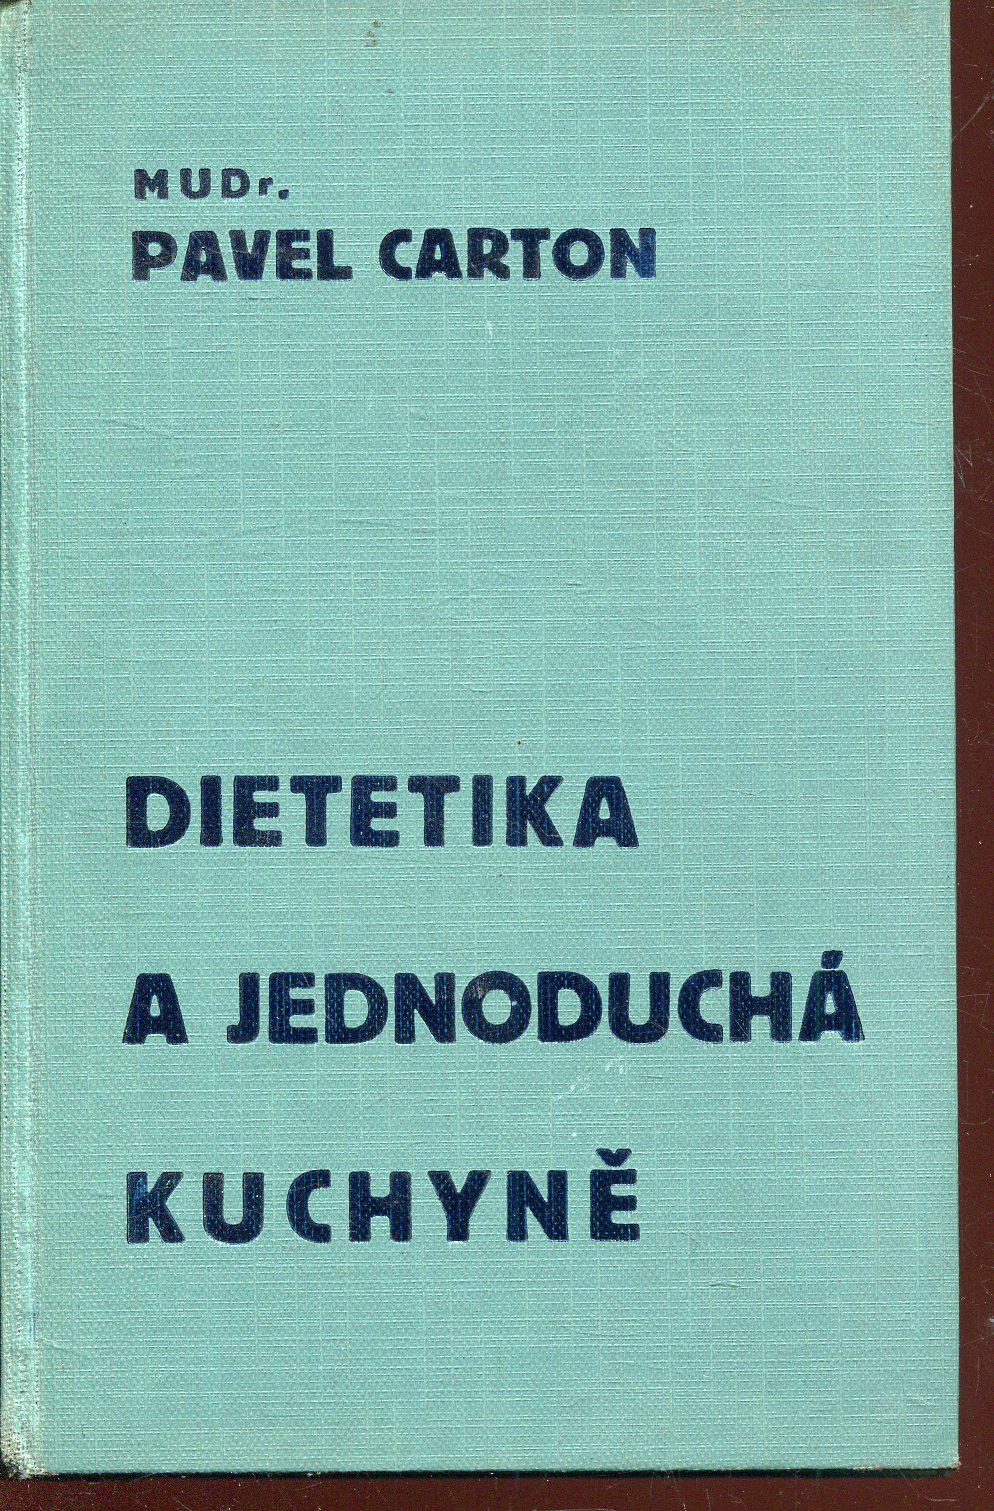 MUDr.
PAVEL CARTON
DIETETIKA
A JEDNODUCHÁ
KUCHYNĚ